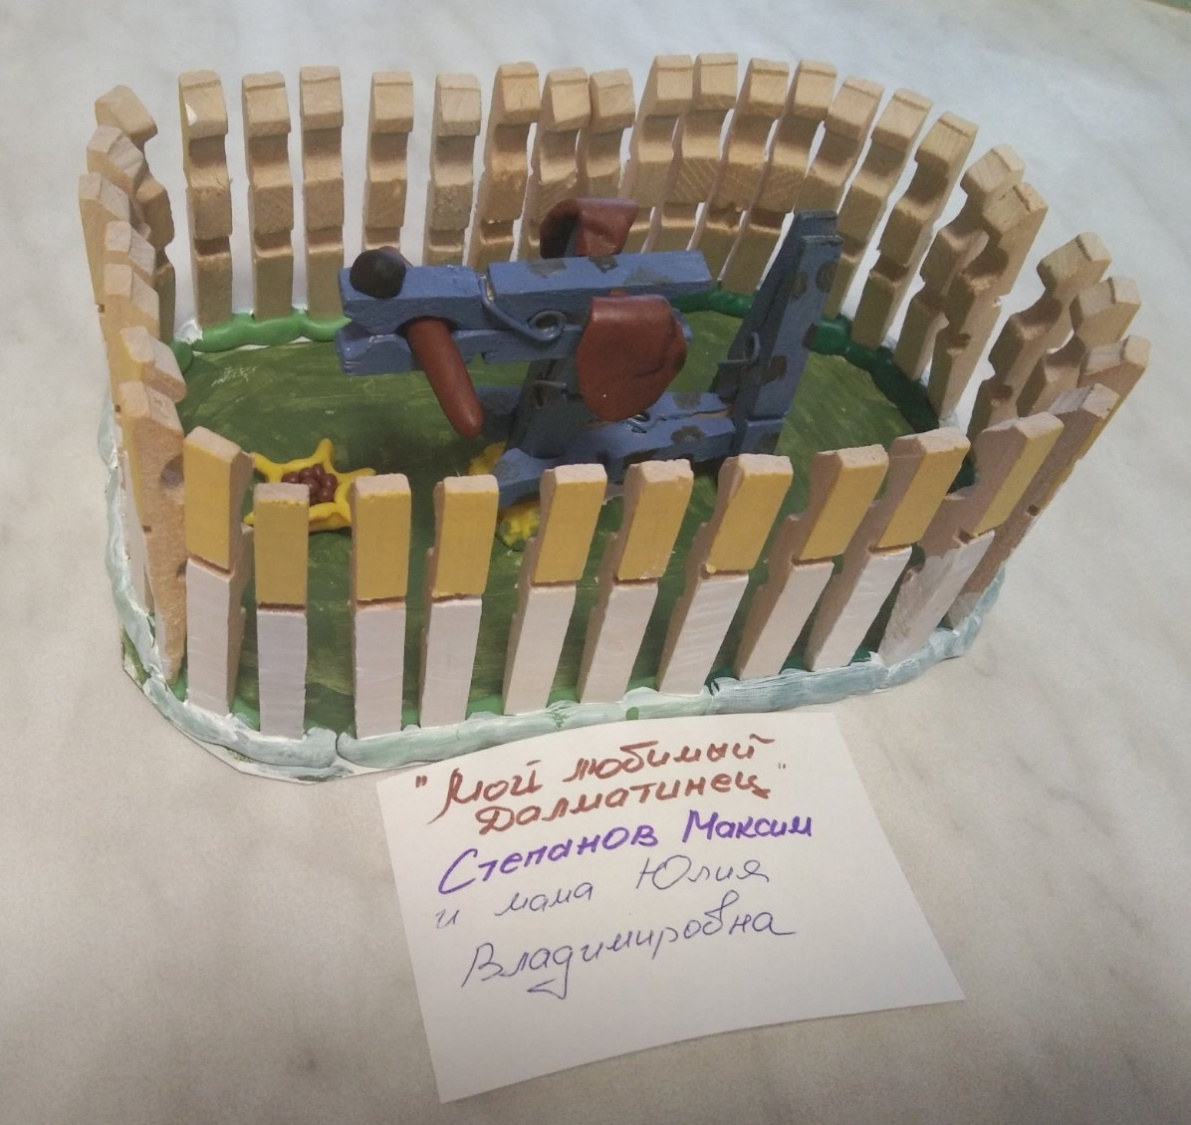 "Мой любимый
Далматинец"
Степанов Максим
и мама Юлия
Владимировна